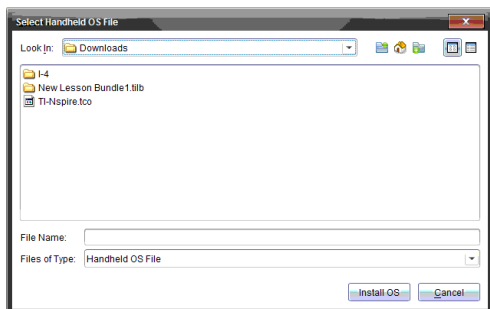 Select Handheld OS File
Look In: Downloads
I-4
New Lesson Bundle1.tilb
TI-Nspire.tco
File Name:
Files of Type: Handheld OS File
Install OS Cancel